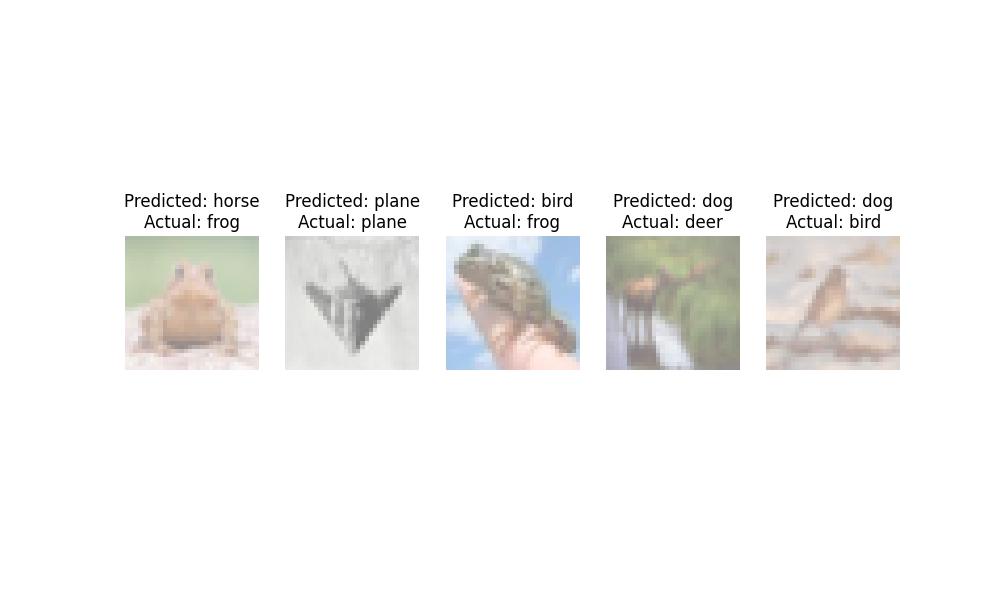 Predicted: horse
Actual: frog
Predicted: plane
Actual: plane
Predicted: bird
Actual: frog
Predicted: dog
Actual: deer
Predicted: dog
Actual: bird